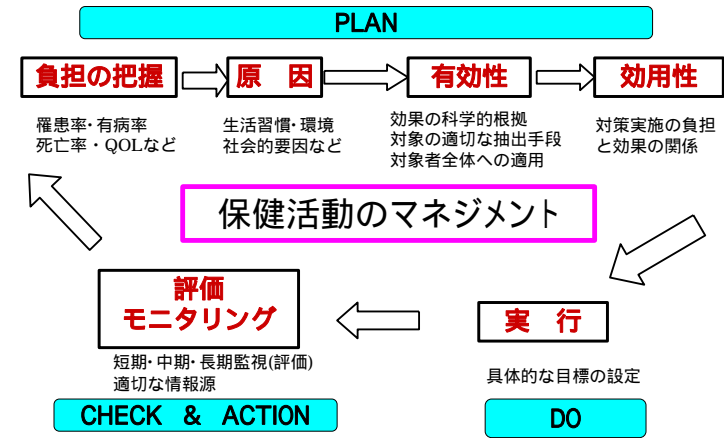 PLAN
負担の把握
原　因
有効性
効用性
罹患率・有病率
死亡率・QOLなど
生活習慣・環境
社会的要因など
効果の科学的根拠
対象の適切な抽出手段
対象者全体への適用
対策実施の負担
と効果の関係
保健活動のマネジメント
評価
モニタリング
実　行
短期・中期・長期監視(評価)
適切な情報源
具体的な目標の設定
CHECK & ACTION
DO